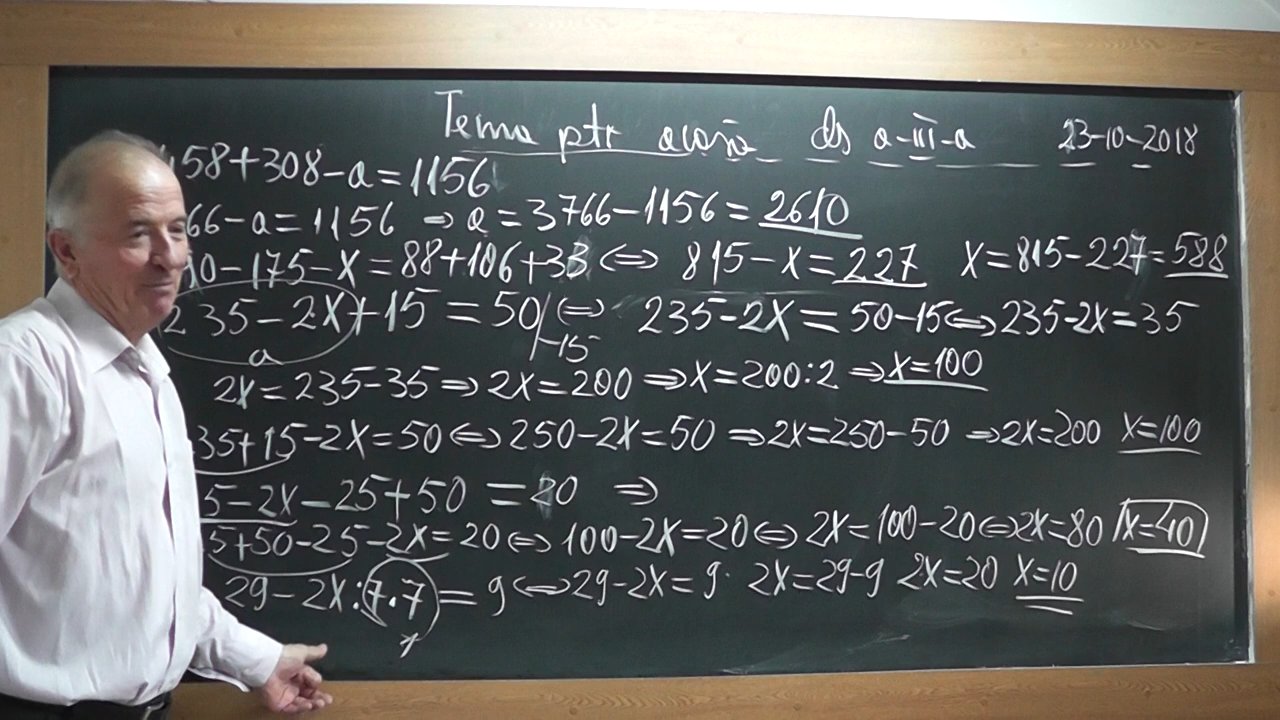 Tema ptr acasă cls a-III-a 23-10-2018
458+308-a=1156
66-a=1156 ⇒ a=3766-1156=2610
90-175-x=88+106+33 ⇔ 815-x=227 x=815-227=588
235-2x)+15=50/-15 ⇔ 235-2x=50-15⇔235-2x=35
a
2x=235-35⇒2x=200⇒x=200:2⇒x=100
35+15-2x=50⇔250-2x=50⇒2x=250-50⇒2x=200 x=100
5-2x-25+50=20⇒
5+50-25-2x=20⇔100-2x=20⇔2x=100-20⇔2x=80 x=40
29-2x:7.7=9⇔29-2x=9 2x=29-9 2x=20 x=10
1